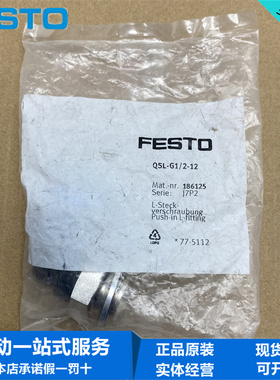 STO
FESTO
QSL-G1/2-12
Mat.-nr. 186125
Serie: J7P2
L-Steck-
verschraubung
Push-in L-fitting
LDPE
*77-5112
动一站式服务
本店承诺假一罚十
正品原装
实体经营
现货
可开